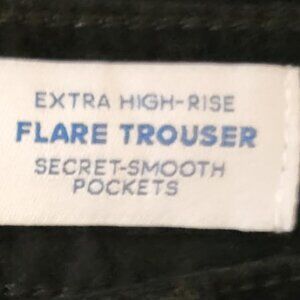 EXTRA HIGH-RISE
FLARE TROUSER
SECRET-SMOOTH
POCKETS